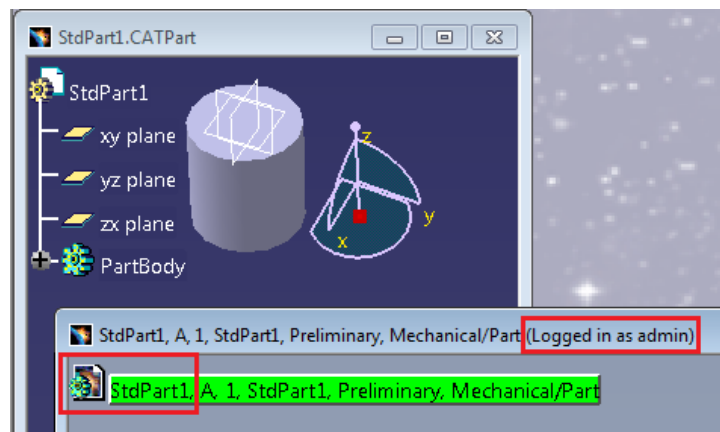 StdPart1.CATPart
StdPart1
xy plane
yz plane
zx plane
PartBody
z
y
x
StdPart1, A, 1, StdPart1, Preliminary, Mechanical/Part (Logged in as admin)
StdPart1, A, 1, StdPart1, Preliminary, Mechanical/Part